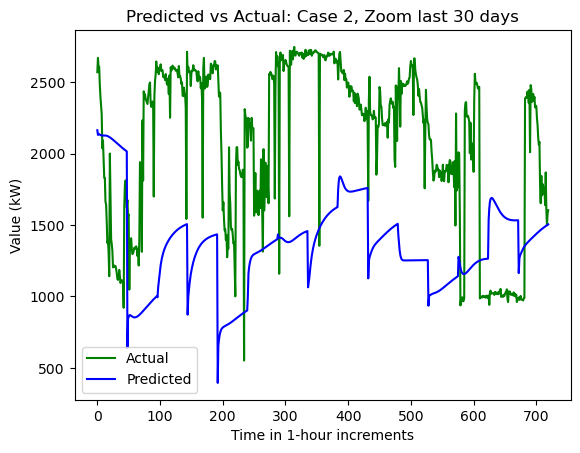 Predicted vs Actual: Case 2, Zoom last 30 days
Value (kW)
2500
2000
1500
1000
500
Actual
Predicted
0 100 200 300 400 500 600 700
Time in 1-hour increments